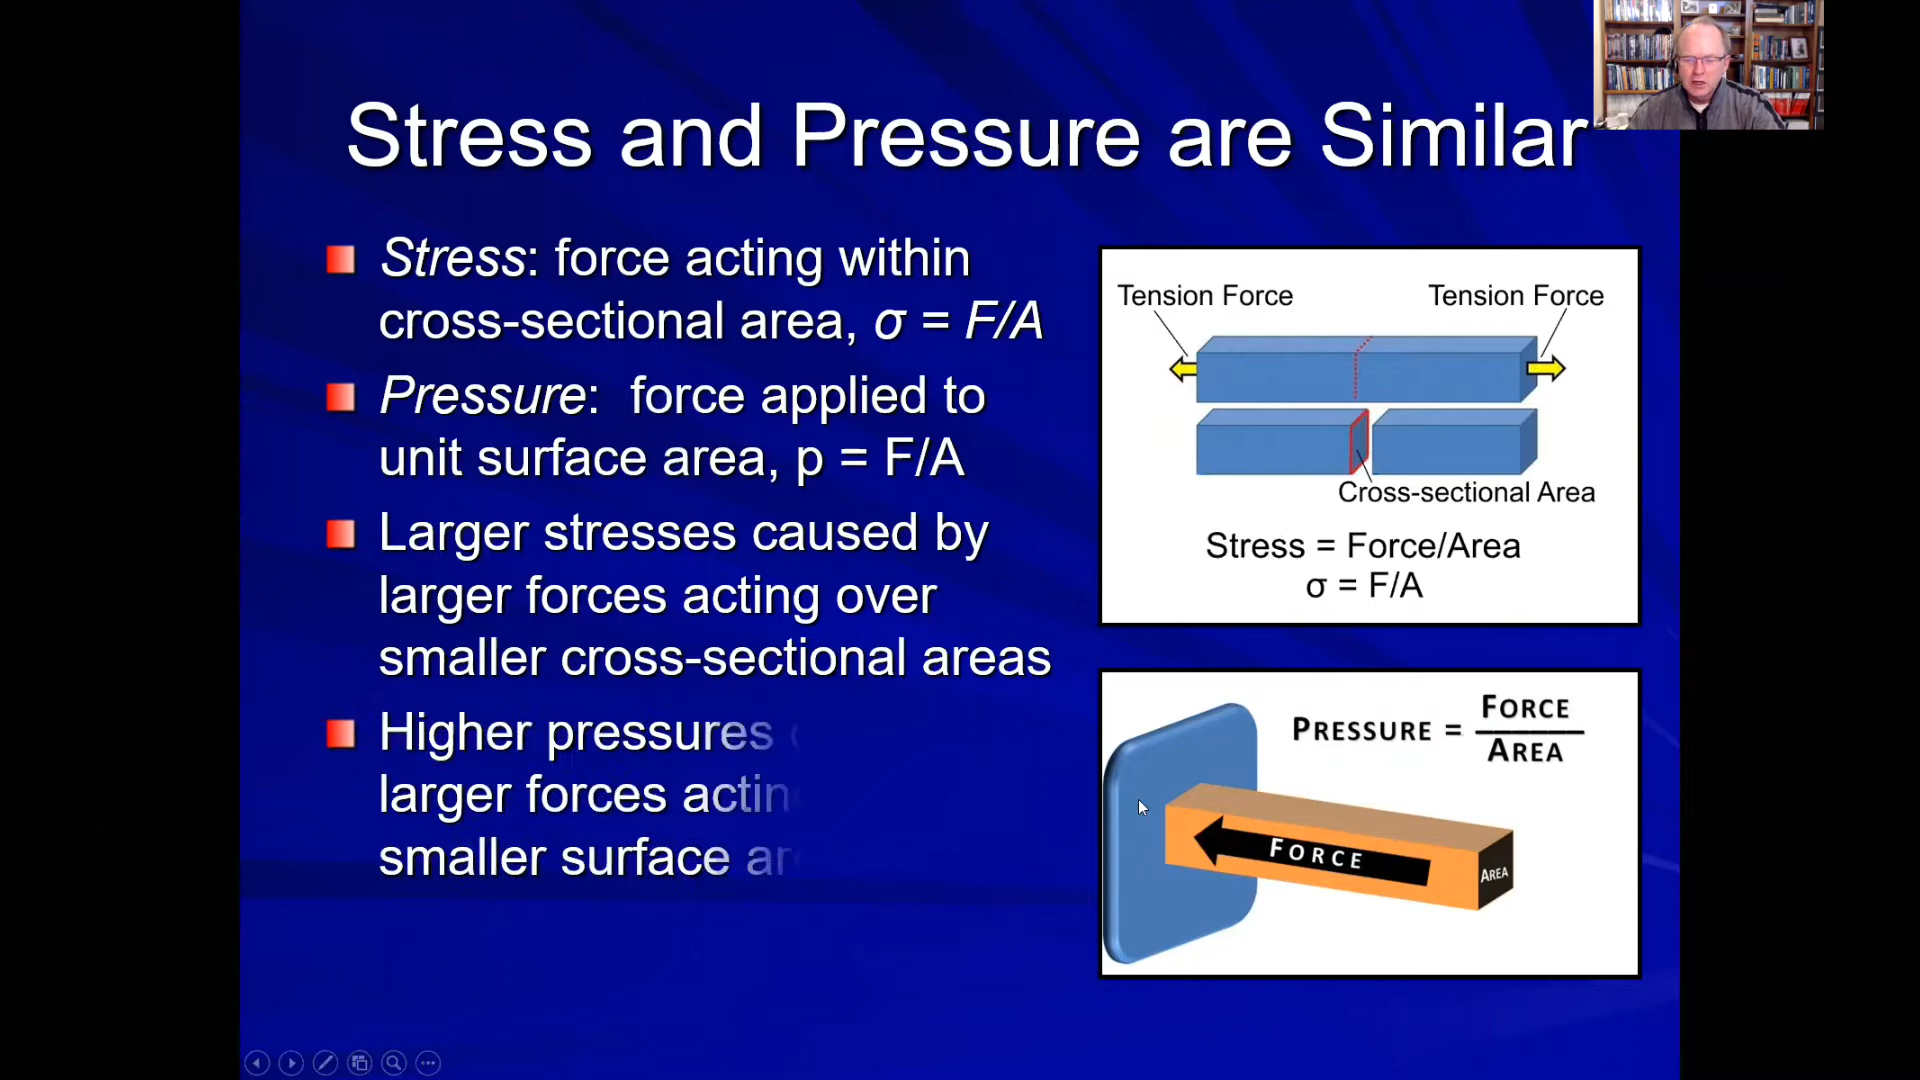 Stress and Pressure are Similar
Stress: force acting within
cross-sectional area, σ = F/A
Pressure: force applied to
unit surface area, p = F/A
Larger stresses caused by
larger forces acting over
smaller cross-sectional areas
Higher pressures
larger forces actin
smaller surface ar
Tension Force
Tension Force
Cross-sectional Area
Stress = Force/Area
σ = F/A
PRESSURE = FORCE
AREA
FORCE
AREA